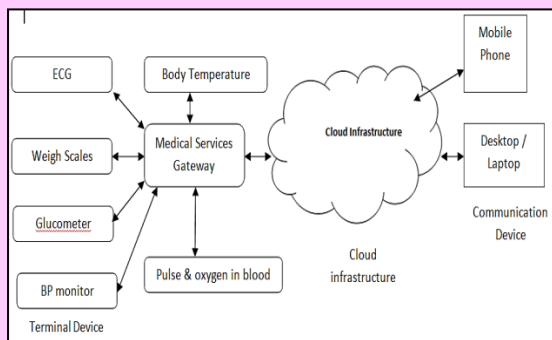 ECG
Body Temperature
Mobile
Phone
Cloud Infrastructure
Medical Services
Gateway
Weigh Scales
Desktop /
Laptop
Glucometer
Communication
Device
Cloud
infrastructure
Pulse & oxygen in blood
BP monitor
Terminal Device